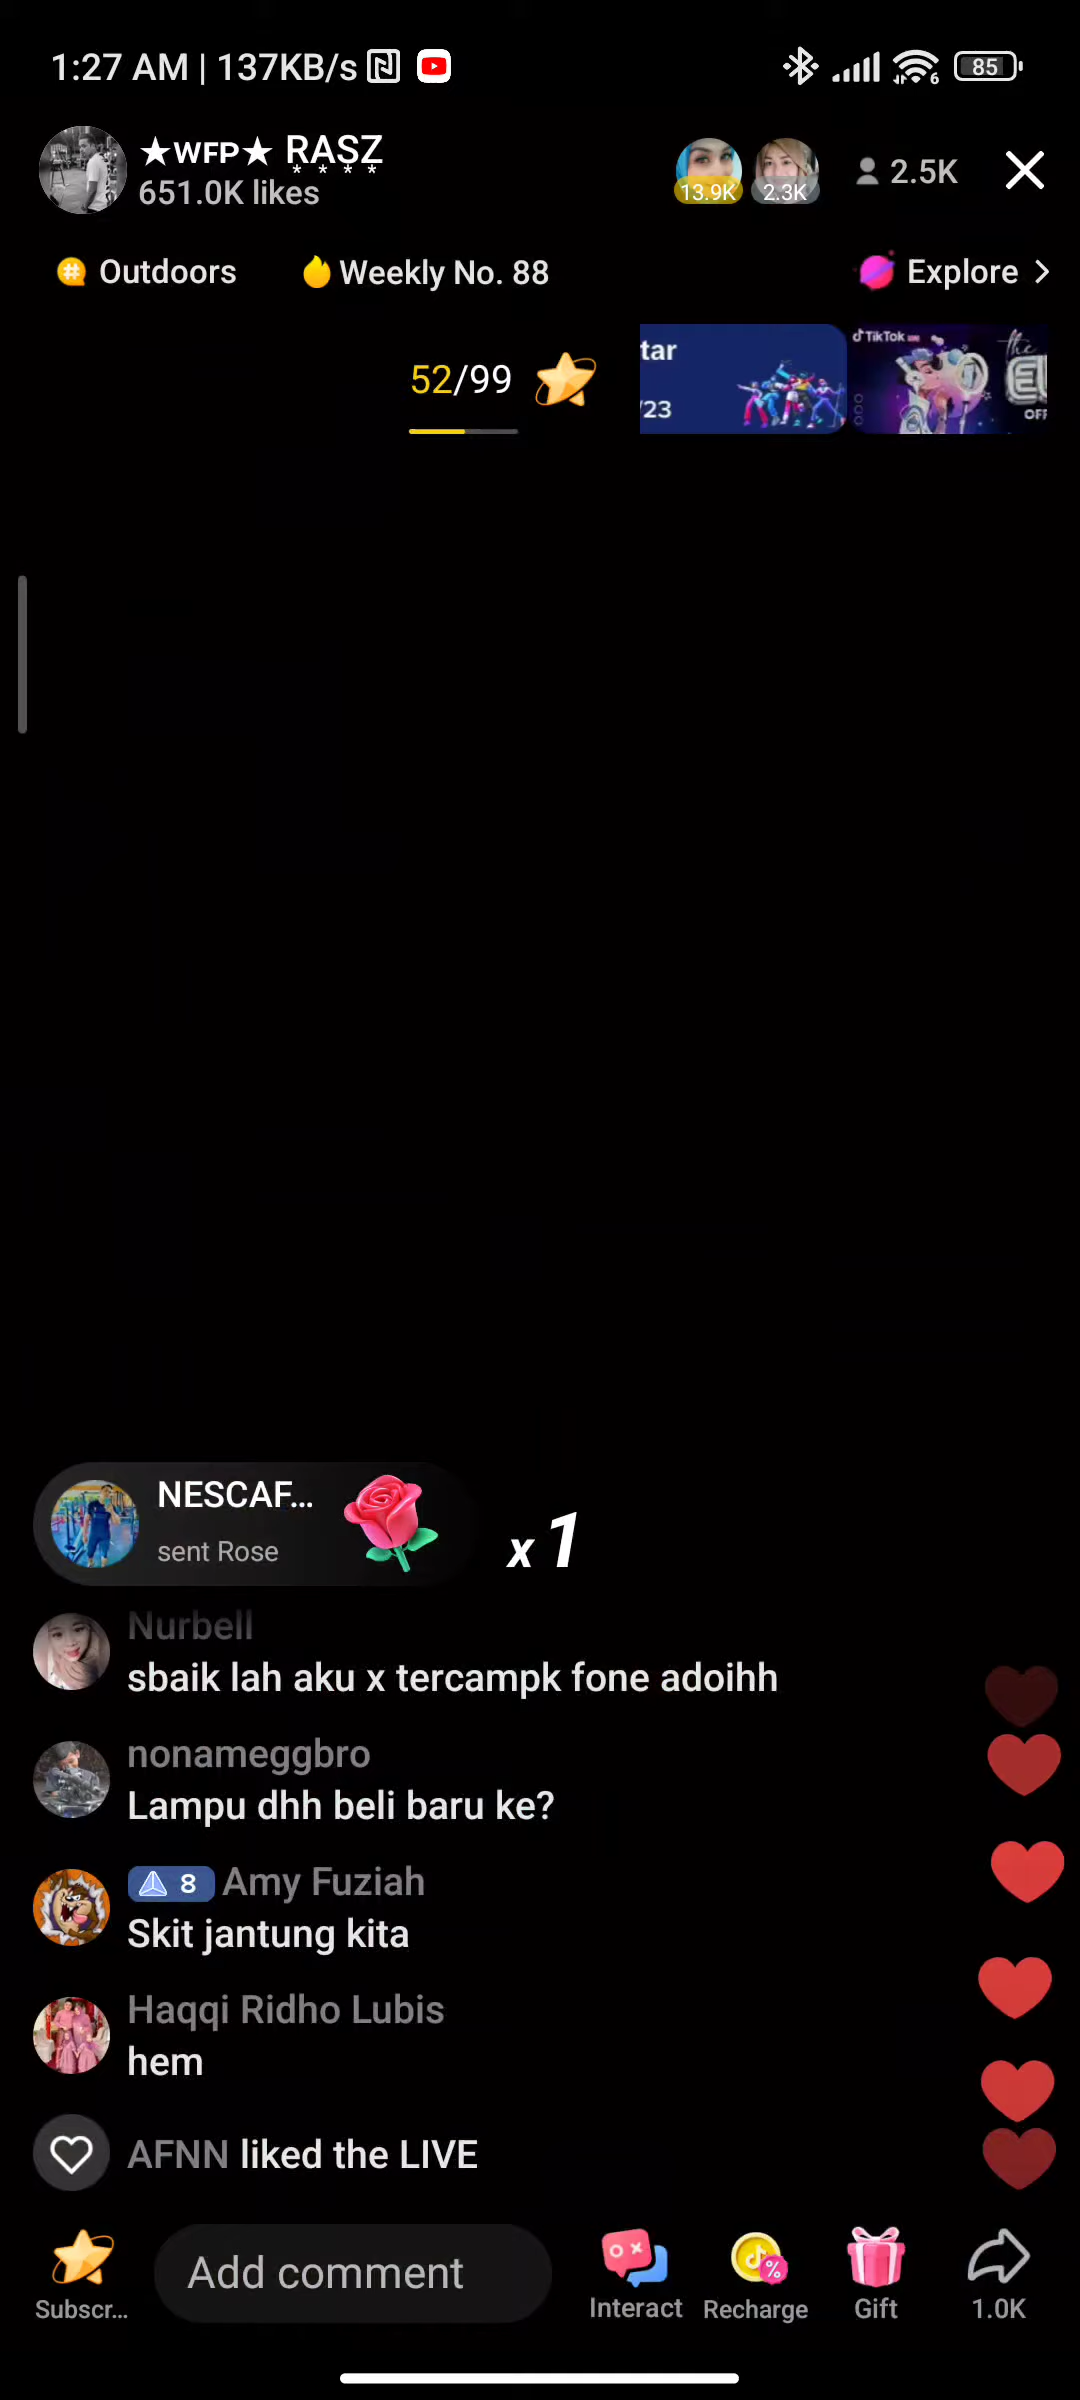 1:27 AM | 137KB/s
6
85
★WFP★ RASZ
651.0K likes
13.9K
2.3K
2.5K
Outdoors
Weekly No. 88
Explore
52/99
tar
/23
TikTok
the
EU
OFF
NESCAF...
sent Rose
x 1
Nurbell
sbaik lah aku x tercampk fone adoihh
nonameggbro
Lampu dhh beli baru ke?
8 Amy Fuziah
Skit jantung kita
Haqqi Ridho Lubis
hem
AFNN liked the LIVE
Subscr...
Add comment
Interact
Recharge
Gift
1.0K